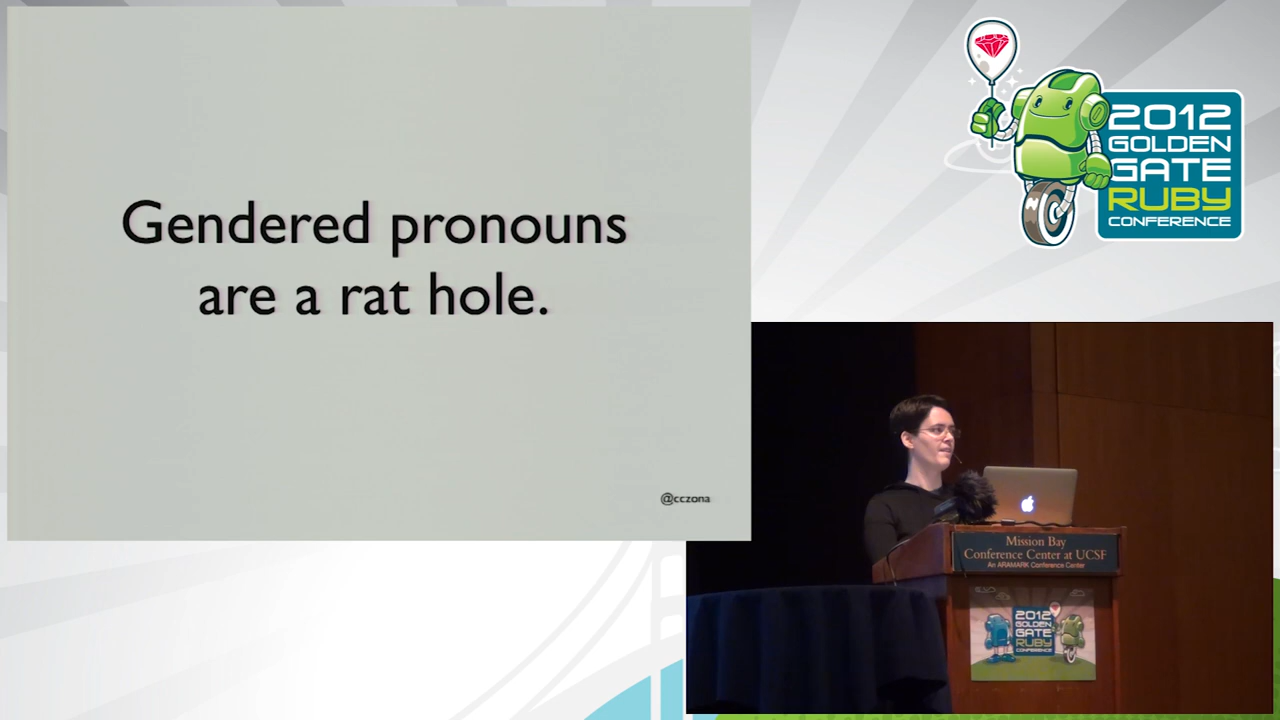 Gendered pronouns
are a rat hole.
@cczona
2012
GOLDEN
GATE
RUBY
CONFERENCE
Mission Bay
Conference Center at UCSF
An ARAMARK Conference Center
2012
GOLDEN
GATE
RUBY
CONFERENCE